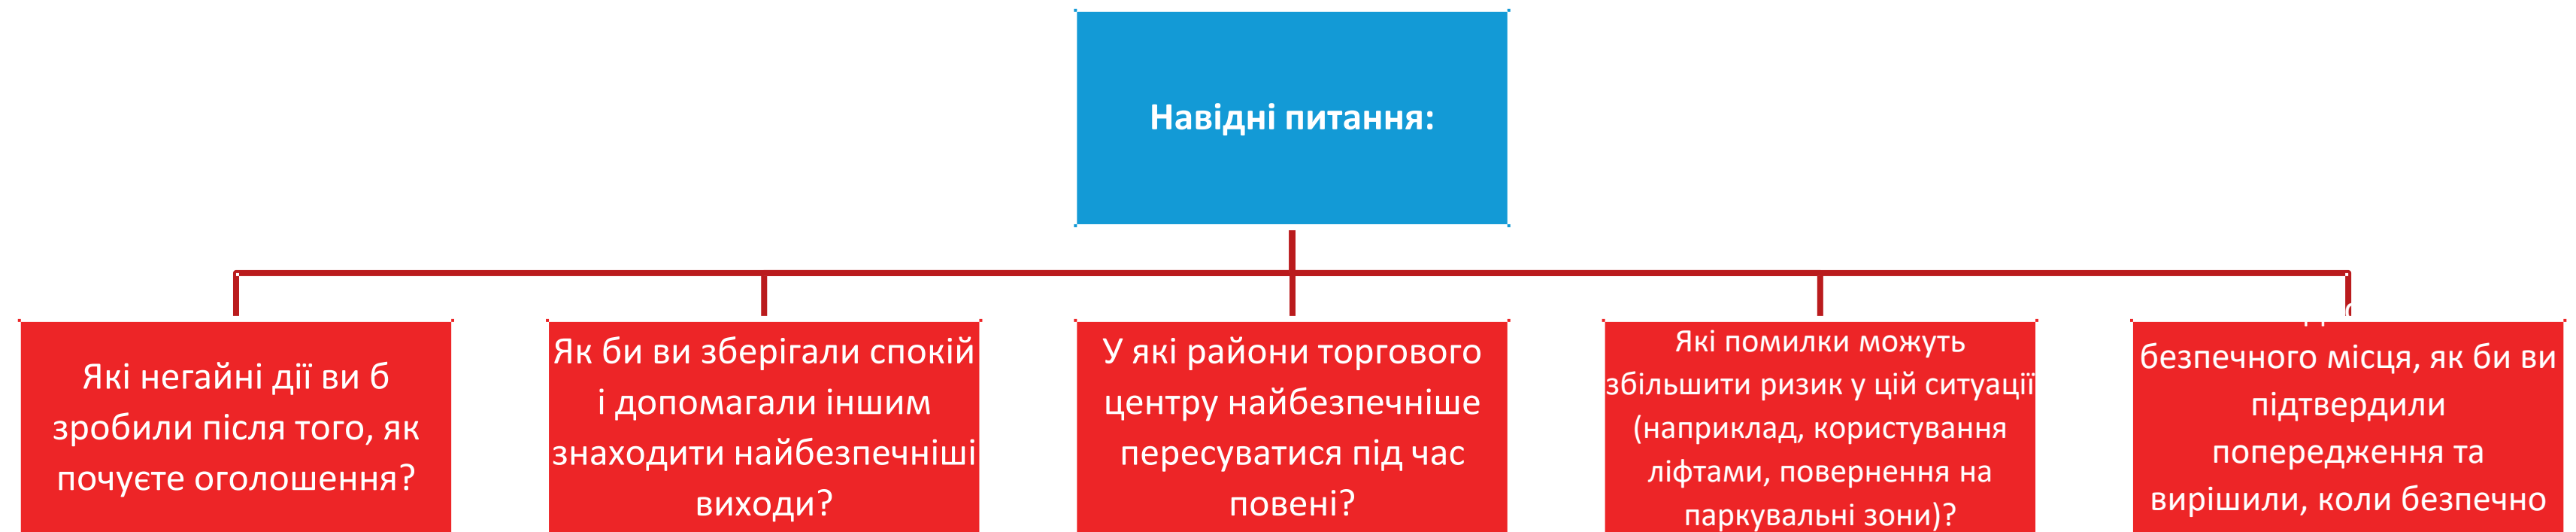 Навідні питання:
Які негайні дії ви б
зробили після того, як
почуєте оголошення?
Як би ви зберігали спокій
і допомагали іншим
знаходити найбезпечніші
виходи?
У які райони торгового
центру найбезпечніше
пересуватися під час
повені?
Які помилки можуть
збільшити ризик у цій ситуації
(наприклад, користування
ліфтами, повернення на
паркувальні зони)?
безпечного місця, як би ви
підтвердили
попередження та
вирішили, коли безпечно